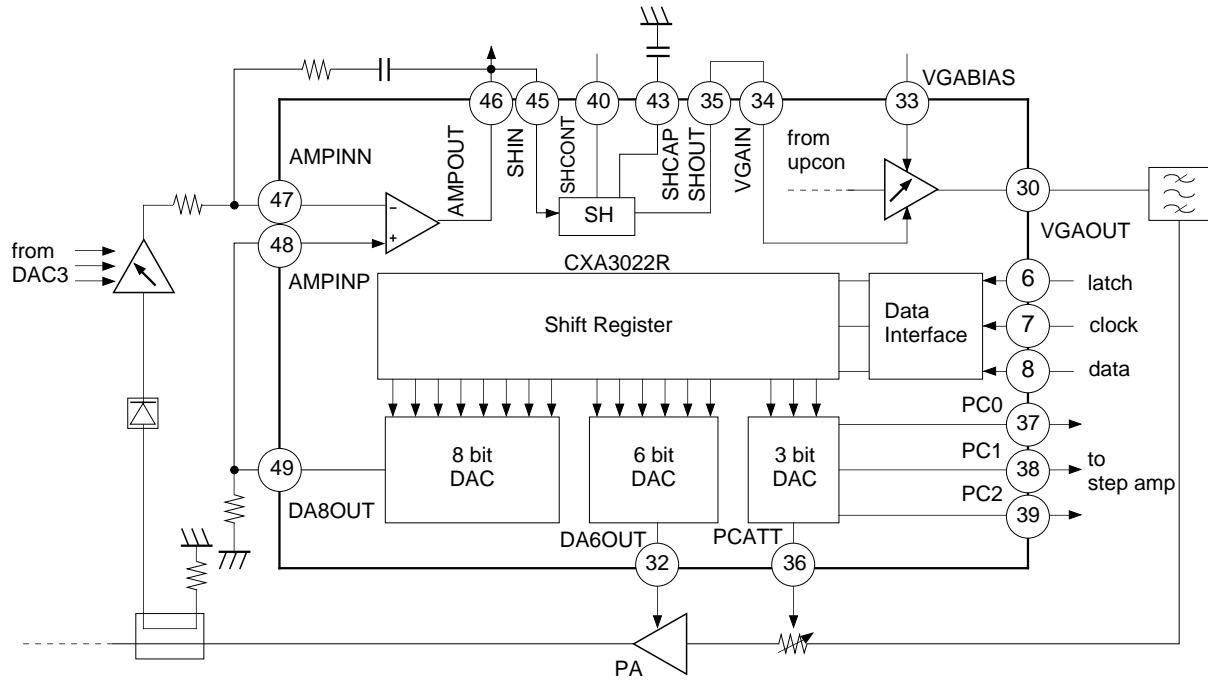 46
45
40
43
35
34
33
VGABIAS
AMPINN
AMPOUT
SHIN
SHCONT
SHCAP
SHOUT
VGAIN
from
upcon
47
−
SH
30
VGAOUT
48
+
from
DAC3
AMPINP
CXA3022R
6
latch
Shift Register
Data
Interface
7
clock
8
data
PC0
37
8 bit
DAC
6 bit
DAC
3 bit
DAC
PC1
49
38
to
step amp
DA8OUT
PC2
39
DA6OUT
PCATT
32
36
PA